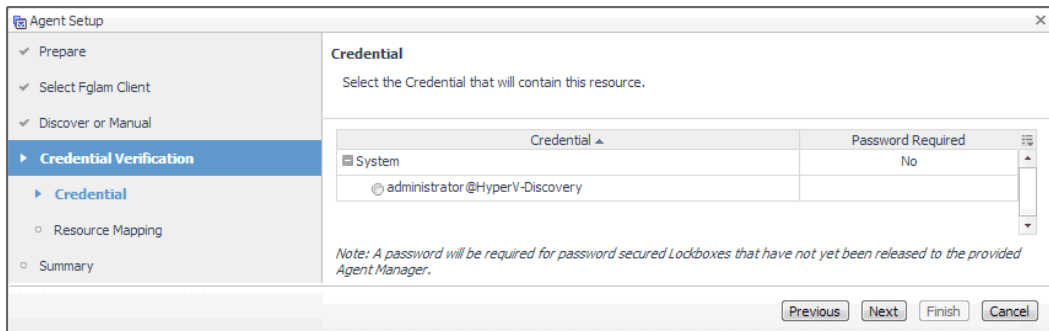 Agent Setup
Prepare
Select Fglam Client
Discover or Manual
Credential Verification
Credential
Resource Mapping
Summary
Credential
Select the Credential that will contain this resource.
Credential Password Required
System No
administrator@HyperV-Discovery
Note: A password will be required for password secured Lockboxes that have not yet been released to the provided
Agent Manager.
Previous Next Finish Cancel